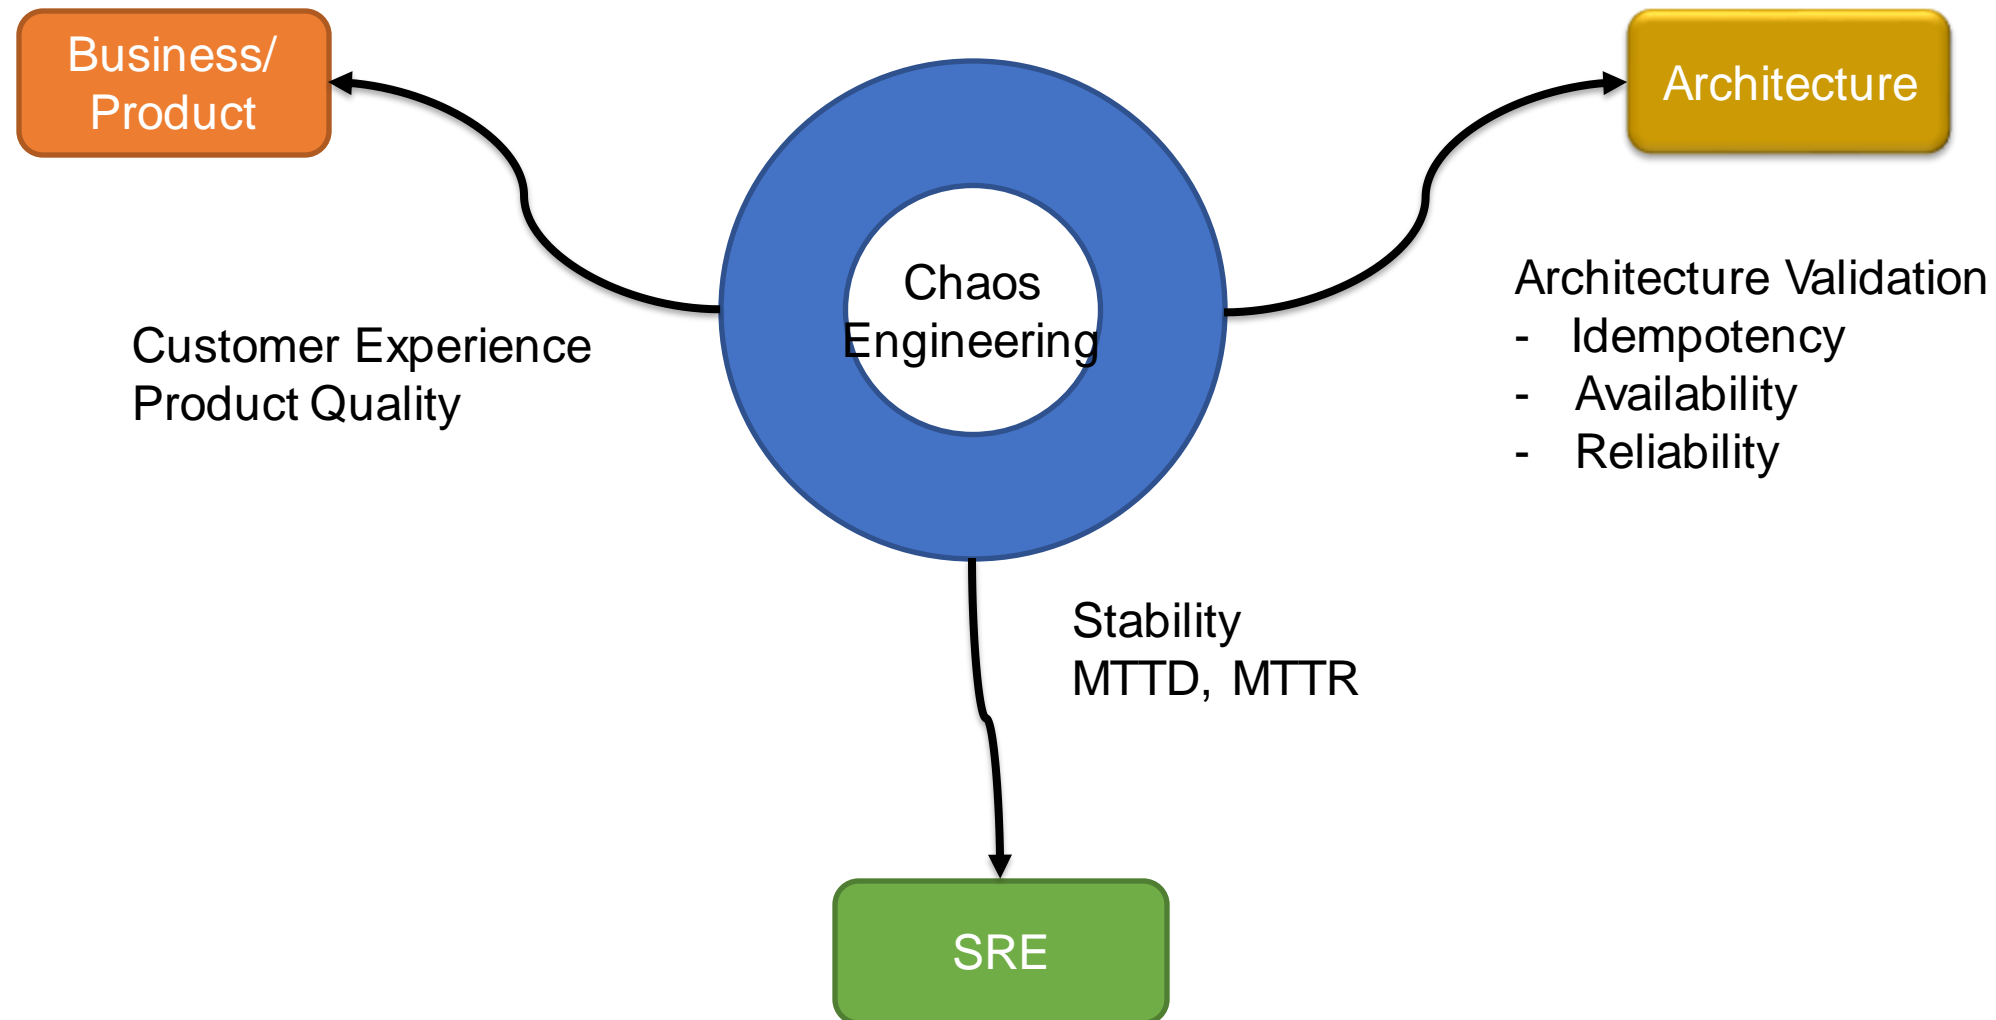 Business/
Product
Architecture
Chaos
Engineering
Customer Experience
Product Quality
Architecture Validation
- Idempotency
- Availability
- Reliability
Stability
MTTD, MTTR
SRE